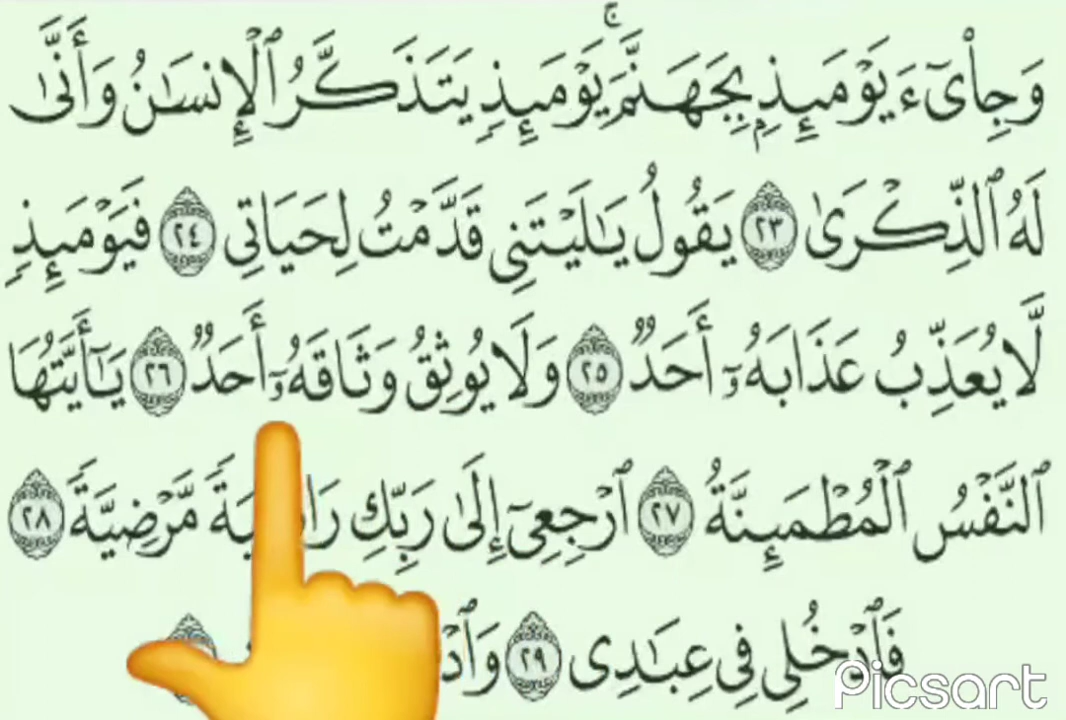 وَجِا۟ىٓءَ يَوْمَئِذِۭ بِجَهَنَّمَ ۚ يَوْمَئِذٍ يَتَذَكَّرُ ٱلْإِنسَٰنُ وَأَنَّىٰ
لَهُ ٱلذِّكْرَىٰ ٢٣ يَقُولُ يَٰلَيْتَنِى قَدَّمْتُ لِحَيَاتِى ٢٤ فَيَوْمَئِذٍ
لَّا يُعَذِّبُ عَذَابَهُۥٓ أَحَدٌ ٢٥ وَلَا يُوثِقُ وَثَاقَهُۥٓ أَحَدٌ ٢٦ يَٰٓأَيَّتُهَا
ٱلنَّفْسُ ٱلْمُطْمَئِنَّةُ ٢٧ ٱرْجِعِىٓ إِلَىٰ رَبِّكِ مَّرْضِيَّةً ٢٨
فَٱدْخُلِى فِى عِبَٰدِى ٢٩
Picsart